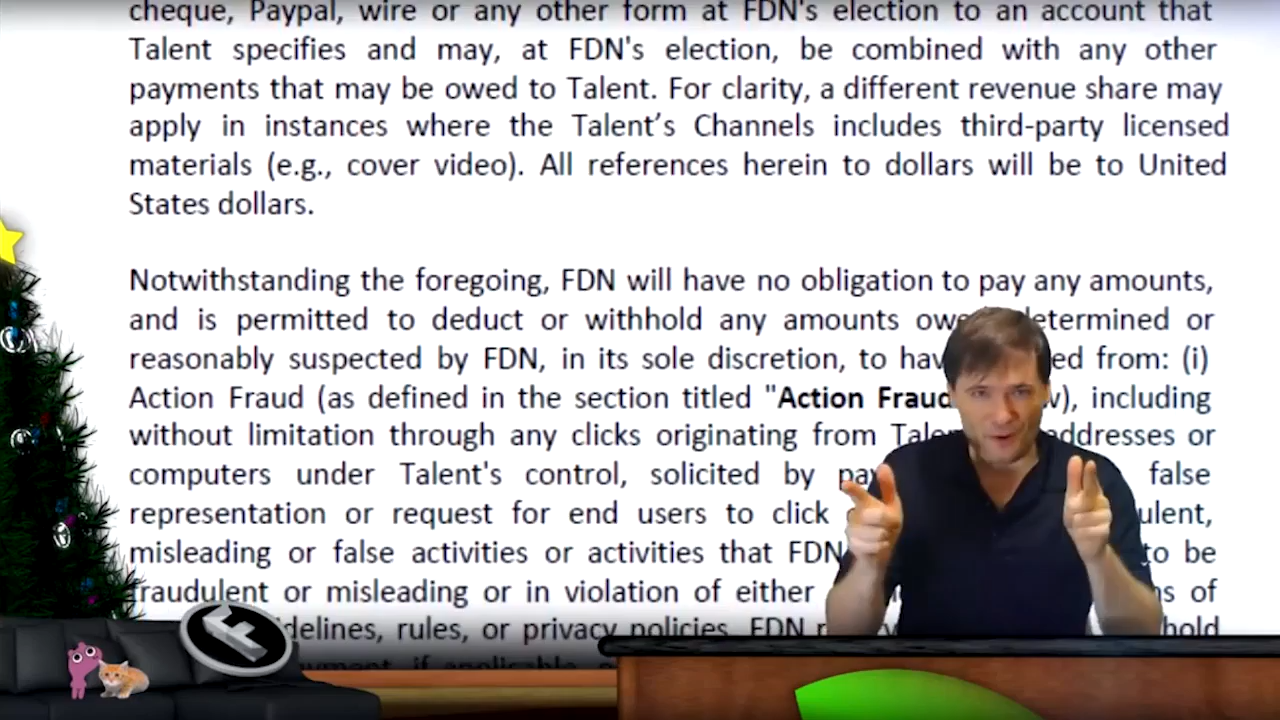 cheque, Paypal, wire or any other form at FDN's election to an account that
Talent specifies and may, at FDN's election, be combined with any other
payments that may be owed to Talent. For clarity, a different revenue share may
apply in instances where the Talent’s Channels includes third-party licensed
materials (e.g., cover video). All references herein to dollars will be to United
States dollars.
Notwithstanding the foregoing, FDN will have no obligation to pay any amounts,
and is permitted to deduct or withhold any amounts determined or
reasonably suspected by FDN, in its sole discretion, to from: (i)
Action Fraud (as defined in the section titled "Action Fraud including
without limitation through any clicks originating from addresses or
computers under Talent's control, solicited by false
representation or request for end users to click
misleading or false activities or activities that FDN to be
fraudulent or misleading or in violation of either of
rules, or privacy policies. FDN